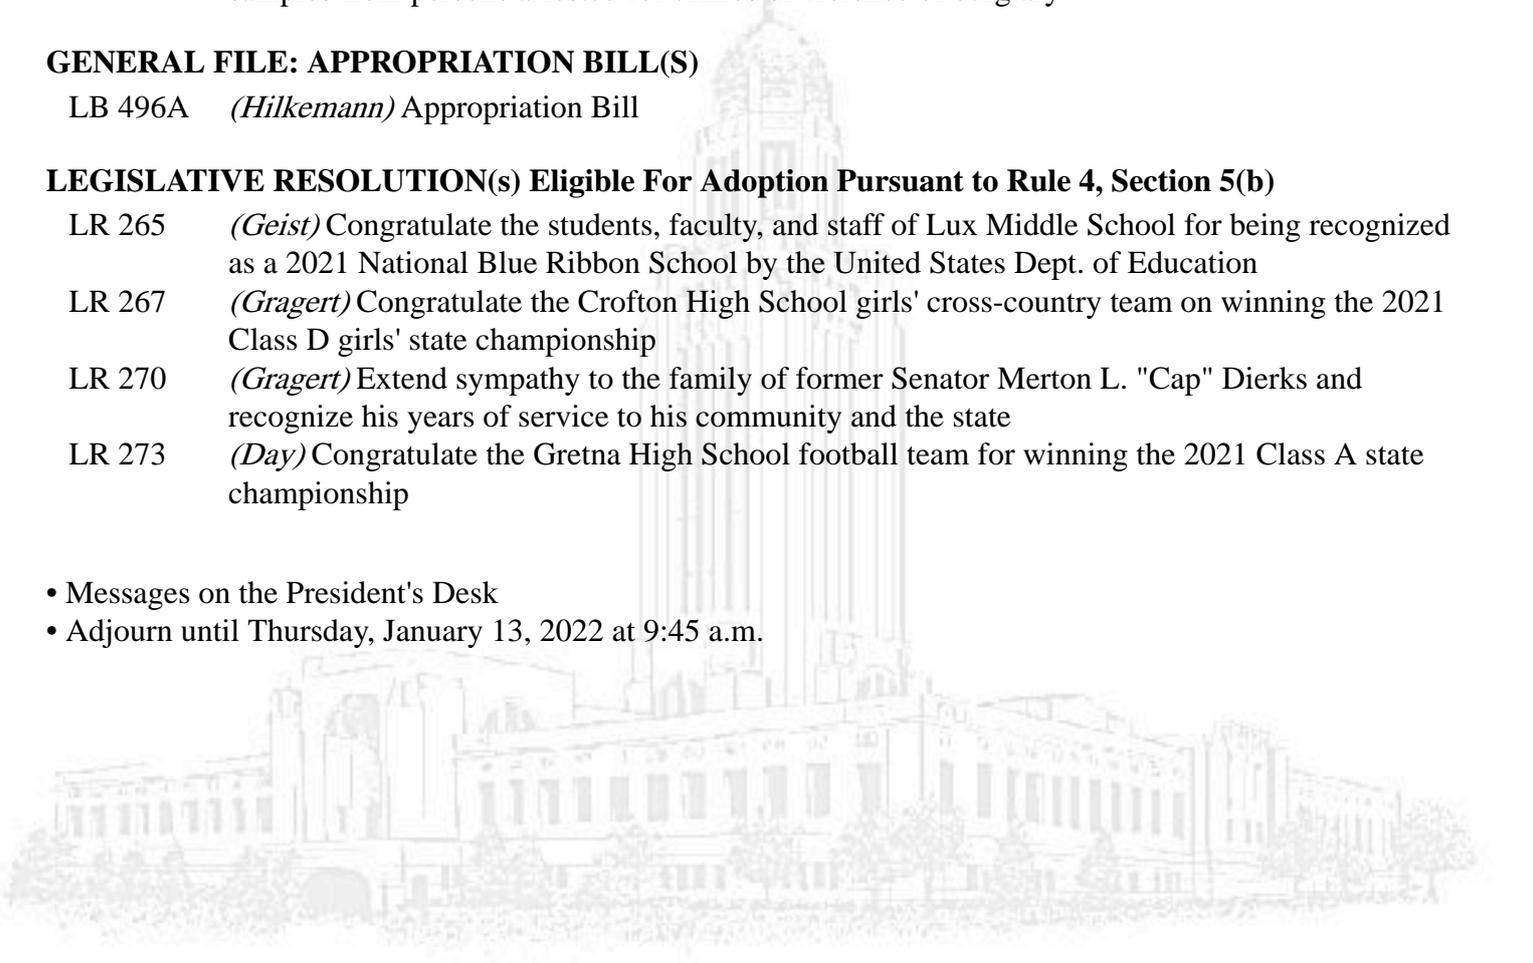 GENERAL FILE: APPROPRIATION BILL(S)
LB 496A (Hilkemann) Appropriation Bill
LEGISLATIVE RESOLUTION(s) Eligible For Adoption Pursuant to Rule 4, Section 5(b)
LR 265 (Geist) Congratulate the students, faculty, and staff of Lux Middle School for being recognized
as a 2021 National Blue Ribbon School by the United States Dept. of Education
LR 267 (Gragert) Congratulate the Crofton High School girls' cross-country team on winning the 2021
Class D girls' state championship
LR 270 (Gragert) Extend sympathy to the family of former Senator Merton L. "Cap" Dierks and
recognize his years of service to his community and the state
LR 273 (Day) Congratulate the Gretna High School football team for winning the 2021 Class A state
championship
• Messages on the President's Desk
• Adjourn until Thursday, January 13, 2022 at 9:45 a.m.